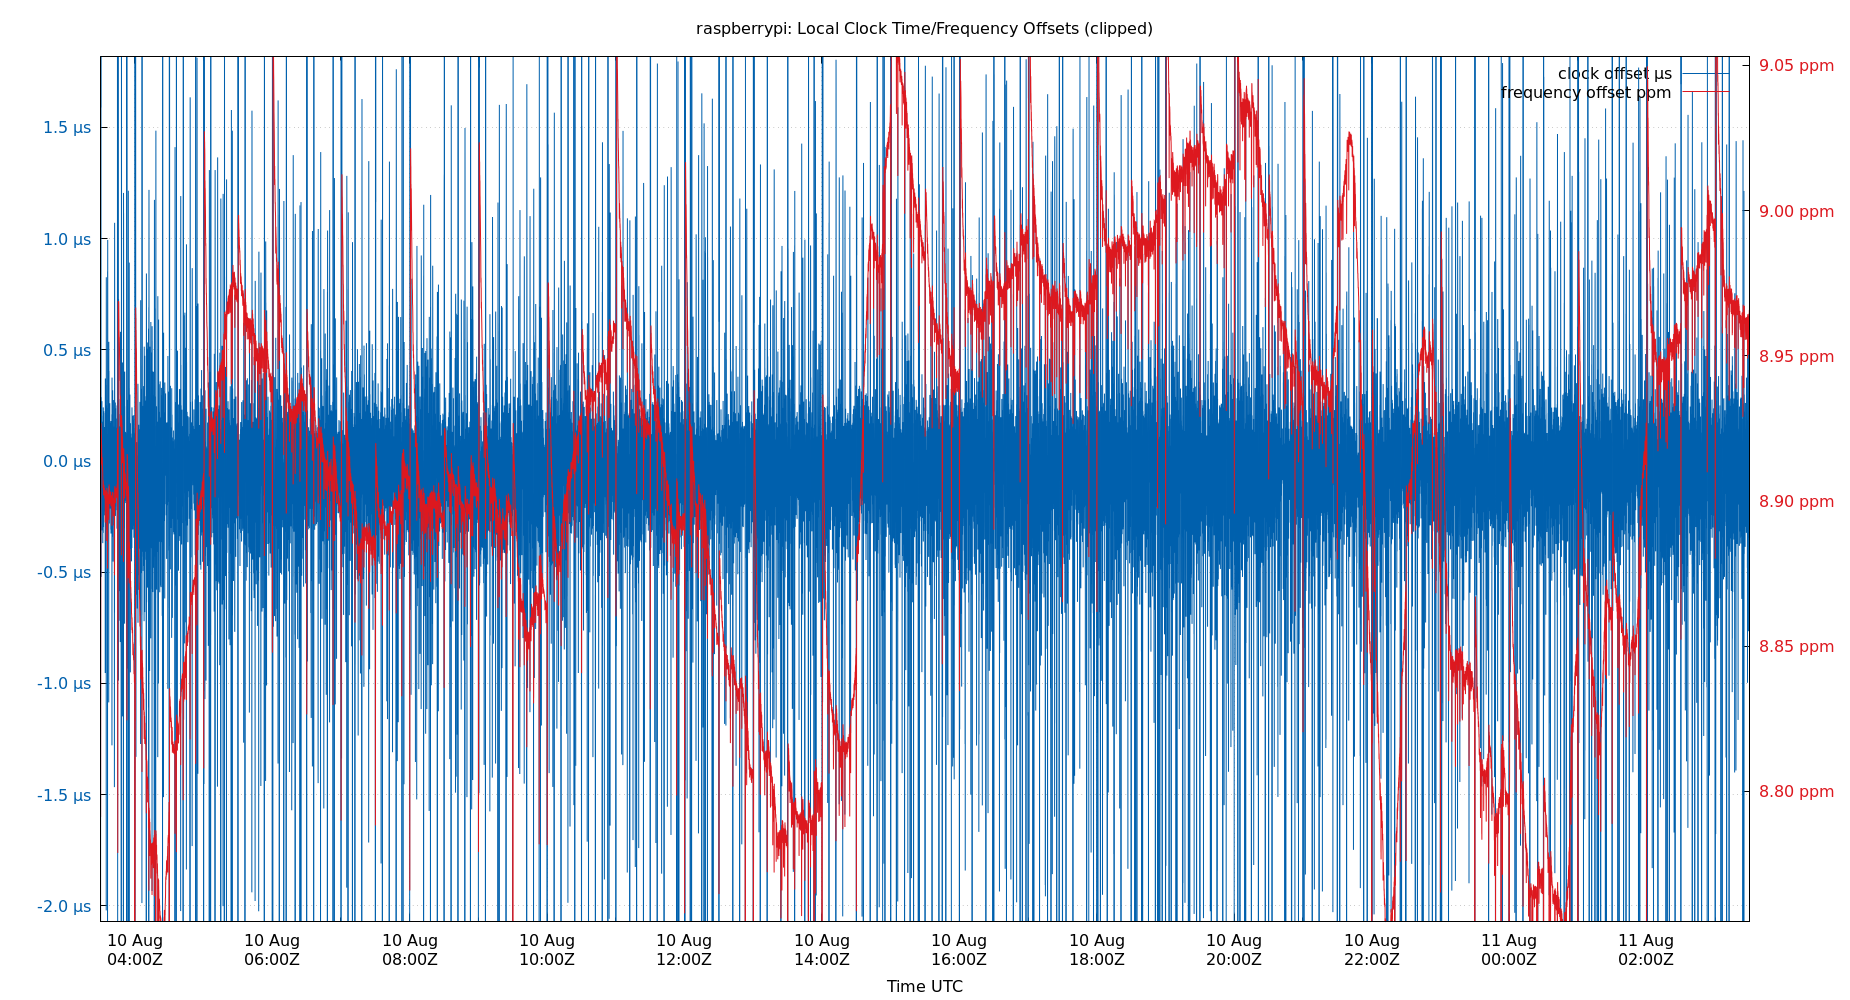 raspberrypi: Local Clock Time/Frequency Offsets (clipped)
clock offset µs
frequency offset ppm
1.5 µs
1.0 µs
0.5 µs
0.0 µs
-0.5 µs
-1.0 µs
-1.5 µs
-2.0 µs
9.05 ppm
9.00 ppm
8.95 ppm
8.90 ppm
8.85 ppm
8.80 ppm
10 Aug 10 Aug 10 Aug 10 Aug 10 Aug 10 Aug 10 Aug 10 Aug 10 Aug 10 Aug 11 Aug 11 Aug
04:00Z 06:00Z 08:00Z 10:00Z 12:00Z 14:00Z 16:00Z 18:00Z 20:00Z 22:00Z 00:00Z 02:00Z
Time UTC